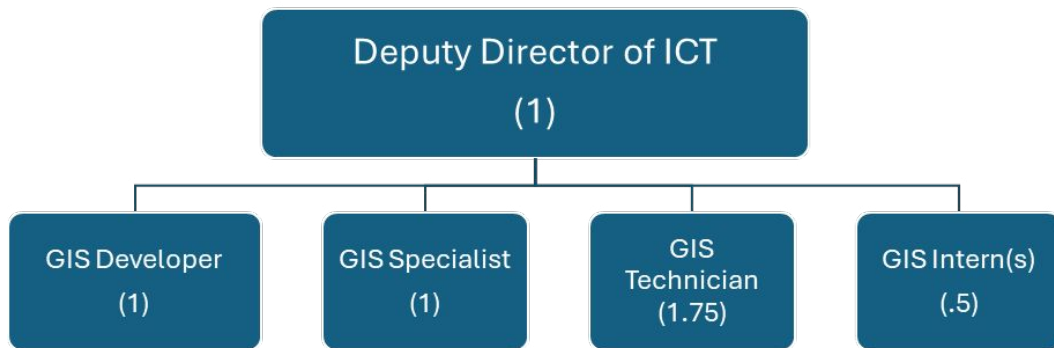 Deputy Director of ICT
(1)
GIS Developer
(1)
GIS Specialist
(1)
GIS
Technician
(1.75)
GIS Intern(s)
(.5)